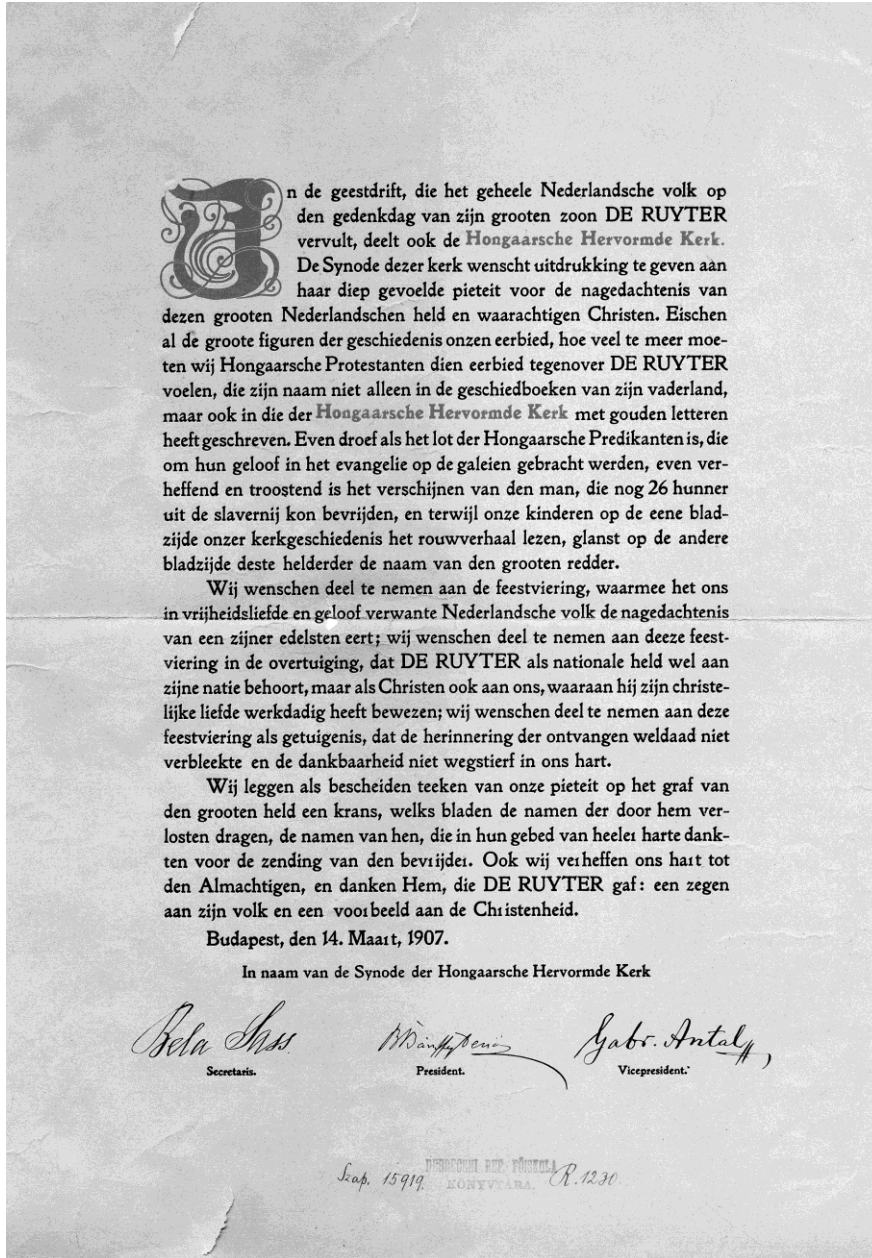 In de geestdrift, die het geheele Nederlandsche volk op
den gedenkdag van zijn grooten zoon DE RUYTER
vervult, deelt ook de Hongaarsche Hervormde Kerk.
De Synode dezer kerk wenscht uitdrukking te geven aan
haar diep gevoelde pieteit voor de nagedachtenis van
dezen grooten Nederlandschen held en waarachtigen Christen. Eischen
al de groote figuren der geschiedenis onzen eerbied, hoe veel te meer moe-
ten wij Hongaarsche Protestanten dien eerbied tegenover DE RUYTER
voelen, die zijn naam niet alleen in de geschiedboeken van zijn vaderland,
maar ook in die der Hongaarsche Hervormde Kerk met gouden letteren
heeft geschreven. Even droef als het lot der Hongaarsche Predikanten is, die
om hun geloof in het evangelie op de galeien gebracht werden, even ver-
heffend en troostend is het verschijnen van den man, die nog 26 hunner
uit de slavernij kon bevrijden, en terwijl onze kinderen op de eene blad-
zijde onzer kerkgeschiedenis het rouwverhaal lezen, glanst op de andere
bladzijde deste helderder de naam van den grooten redder.
Wij wenschen deel te nemen aan de feestviering, waarmee het ons
in vrijheidsliefde en geloof verwante Nederlandsche volk de nagedachtenis
van een zijner edelsten eert; wij wenschen deel te nemen aan deeze feest-
viering in de overtuiging, dat DE RUYTER als nationale held wel aan
zijne natie behoort, maar als Christen ook aan ons, waaraan hij zijn christe-
lijke liefde werkdadig heeft bewezen; wij wenschen deel te nemen aan deze
feestviering als getuigenis, dat de herinnering der ontvangen weldaad niet
verbleekte en de dankbaarheid niet wegstierf in ons hart.
Wij leggen als bescheiden teeken van onze pieteit op het graf van
den grooten held een krans, welks bladen de namen der door hem ver-
losten dragen, de namen van hen, die in hun gebed van heeler harte dank-
ten voor de zending van den bevrijder. Ook wij verheffen ons hart tot
den Almachtigen, en danken Hem, die DE RUYTER gaf: een zegen
aan zijn volk en een voorbeeld aan de Christenheid.
Budapest, den 14. Maart, 1907.
In naam van de Synode der Hongaarsche Hervormde Kerk
Bela Sass Gabr. Antal
Secretaris. President. Vicepresident.
DEBRECENI REF. FŐISKOLA
Szap. 15919. KÖNYVTÁRA. R. 1230.